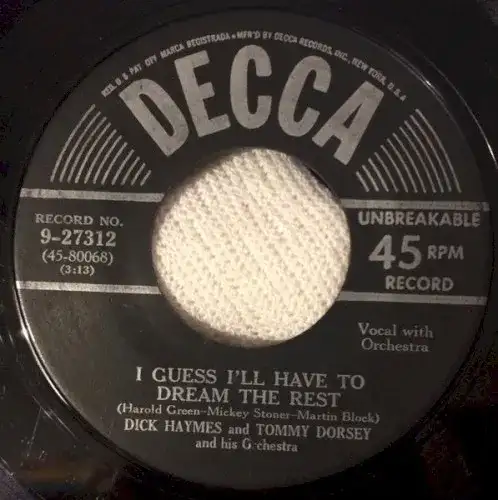 REG. U.S. PAT. OFF. MARCA REGISTRADA • MF'D BY DECCA RECORDS, INC., NEW YORK, U.S.A.
DECCA
RECORD NO.
9-27312
(45-80068)
(3:13)
UNBREAKABLE
45 RPM
RECORD
Vocal with
Orchestra
I GUESS I'LL HAVE TO
DREAM THE REST
(Harold Green–Mickey Stoner–Martin Block)
DICK HAYMES and TOMMY DORSEY
and his Orchestra